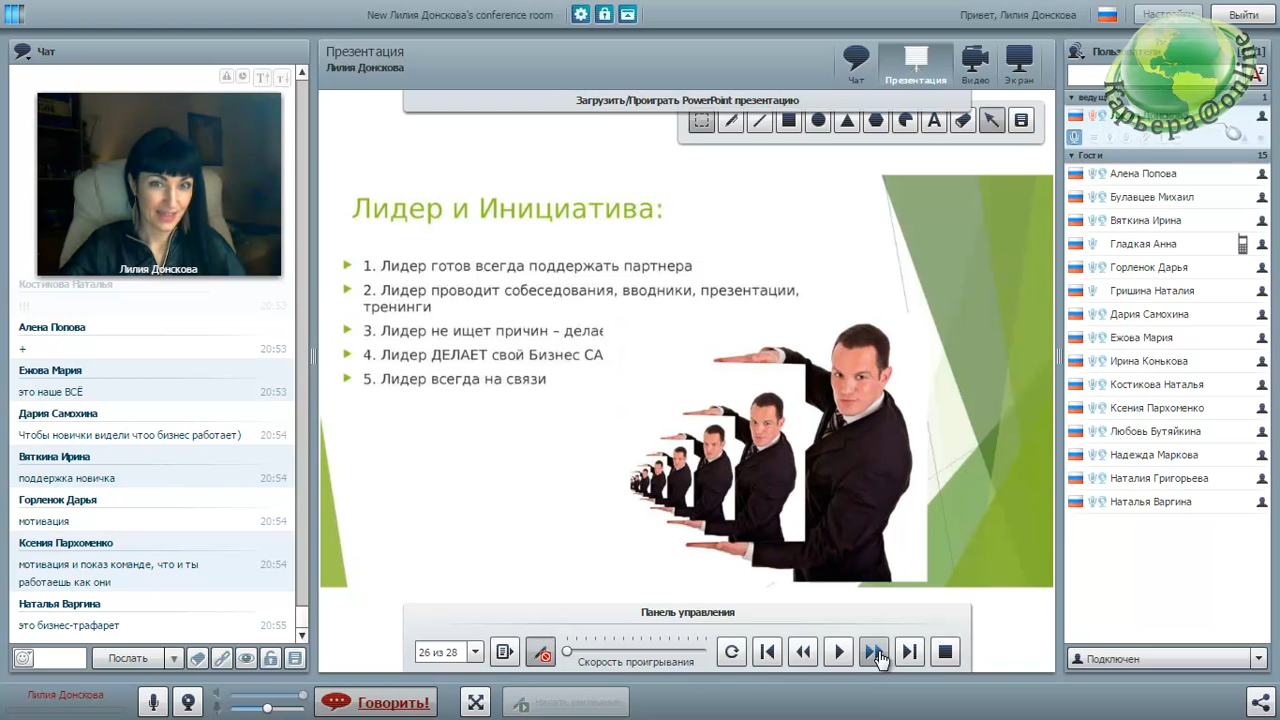 New Лилия Донскова's conference room
Привет, Лилия Донскова
Настройки
Выйти
Чат
Лилия Донскова
Костикова Наталья
!!!
20:53
Алена Попова
+
20:53
Ежова Мария
это наше ВСЁ
20:53
Дария Самохина
Чтобы новички видели чтоо бизнес работает)
20:54
Вяткина Ирина
поддержка новичка
20:54
Горленок Дарья
мотивация
20:54
Ксения Пархоменко
мотивация и показ команде, что и ты
20:54
работаешь как они
Наталья Варгина
это бизнес-трафарет
20:55
Послать
Презентация
Лилия Донскова
Чат
Презентация
Видео
Экран
Загрузить/Проиграть PowerPoint презентацию
Лидер и Инициатива:
1. Лидер готов всегда поддержать партнера
2. Лидер проводит собеседования, вводники, презентации,
тренинги
3. Лидер не ищет причин – делае
4. Лидер ДЕЛАЕТ свой Бизнес СА
5. Лидер всегда на связи
Панель управления
26 из 28
Скорость проигрывания
карьера@online
1
Гости
15
Алена Попова
Булавцев Михаил
Вяткина Ирина
Гладкая Анна
Горленок Дарья
Гришина Наталия
Дария Самохина
Ежова Мария
Ирина Конькова
Костикова Наталья
Ксения Пархоменко
Любовь Бутяйкина
Надежда Маркова
Наталия Григорьева
Наталья Варгина
Подключен
Лилия Донскова
Говорить!
Начать рисование